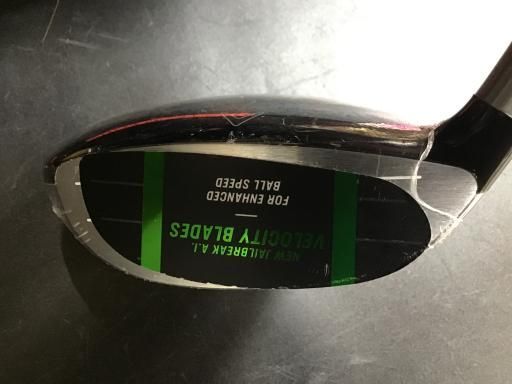 NEW JAILBREAK A.I.
VELOCITY BLADES
—
FOR ENHANCED
BALL SPEED